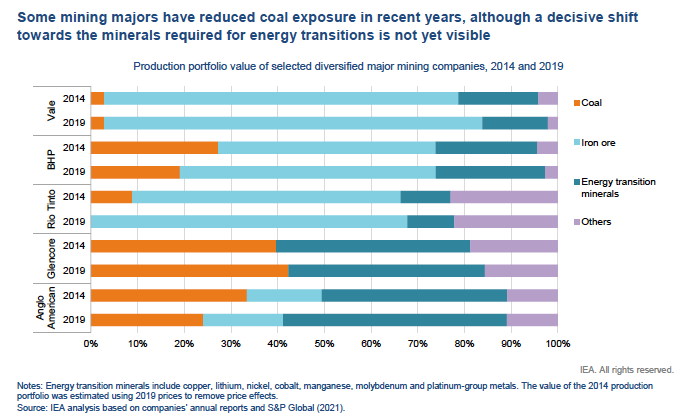 Some mining majors have reduced coal exposure in recent years, although a decisive shift
towards the minerals required for energy transitions is not yet visible
Production portfolio value of selected diversified major mining companies, 2014 and 2019
Vale
2014
2019
BHP
2014
2019
Rio Tinto
2014
2019
Glencore
2014
2019
Anglo
American
2014
2019
0%
10%
20%
30%
40%
50%
60%
70%
80%
90%
100%
Coal
Iron ore
Energy transition
minerals
Others
IEA. All rights reserved.
Notes: Energy transition minerals include copper, lithium, nickel, cobalt, manganese, molybdenum and platinum-group metals. The value of the 2014 production
portfolio was estimated using 2019 prices to remove price effects.
Source: IEA analysis based on companies' annual reports and S&P Global (2021).